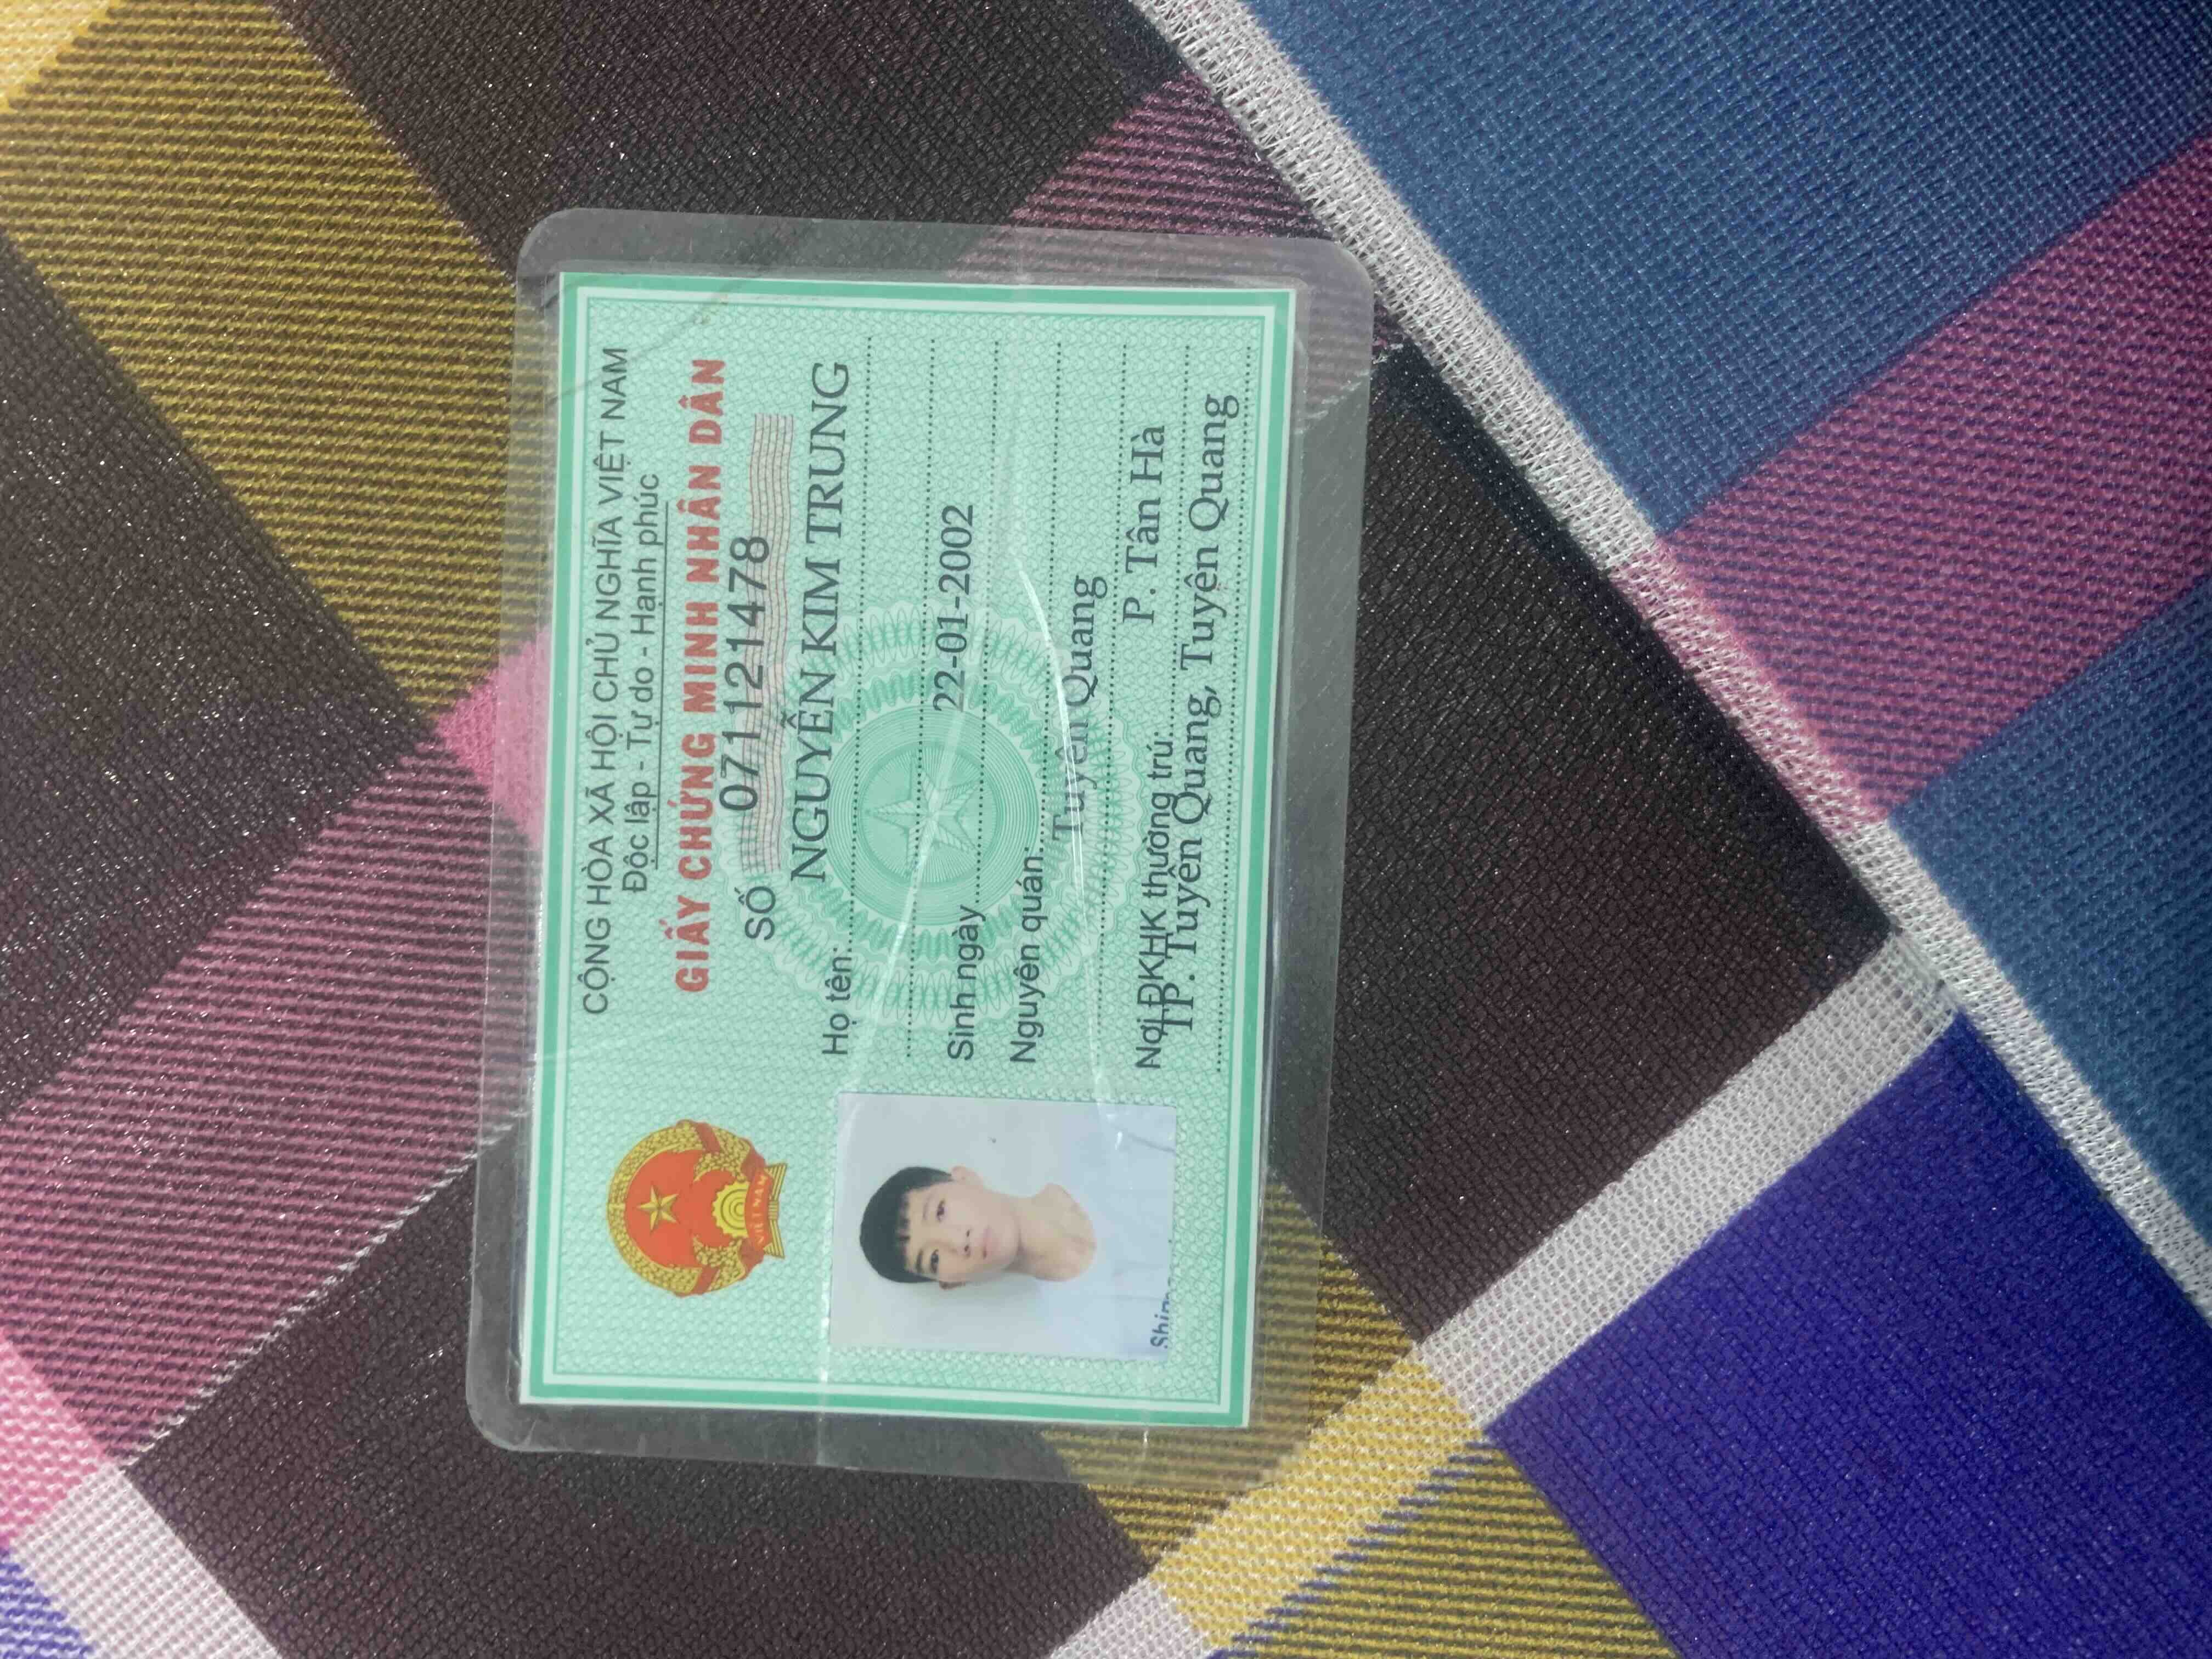 CỘNG HÒA XÃ HỘI CHỦ NGHĨA VIỆT NAM
Độc lập - Tự do - Hạnh phúc
GIẤY CHỨNG MINH NHÂN DÂN
SỐ 071121478
Họ tên: NGUYỄN KIM TRUNG
Sinh ngày 22-01-2002
Nguyên quán: Tuyên Quang
Nơi ĐKHK thường trú: P. Tân Hà
TP. Tuyên Quang, Tuyên Quang
VIỆT NAM